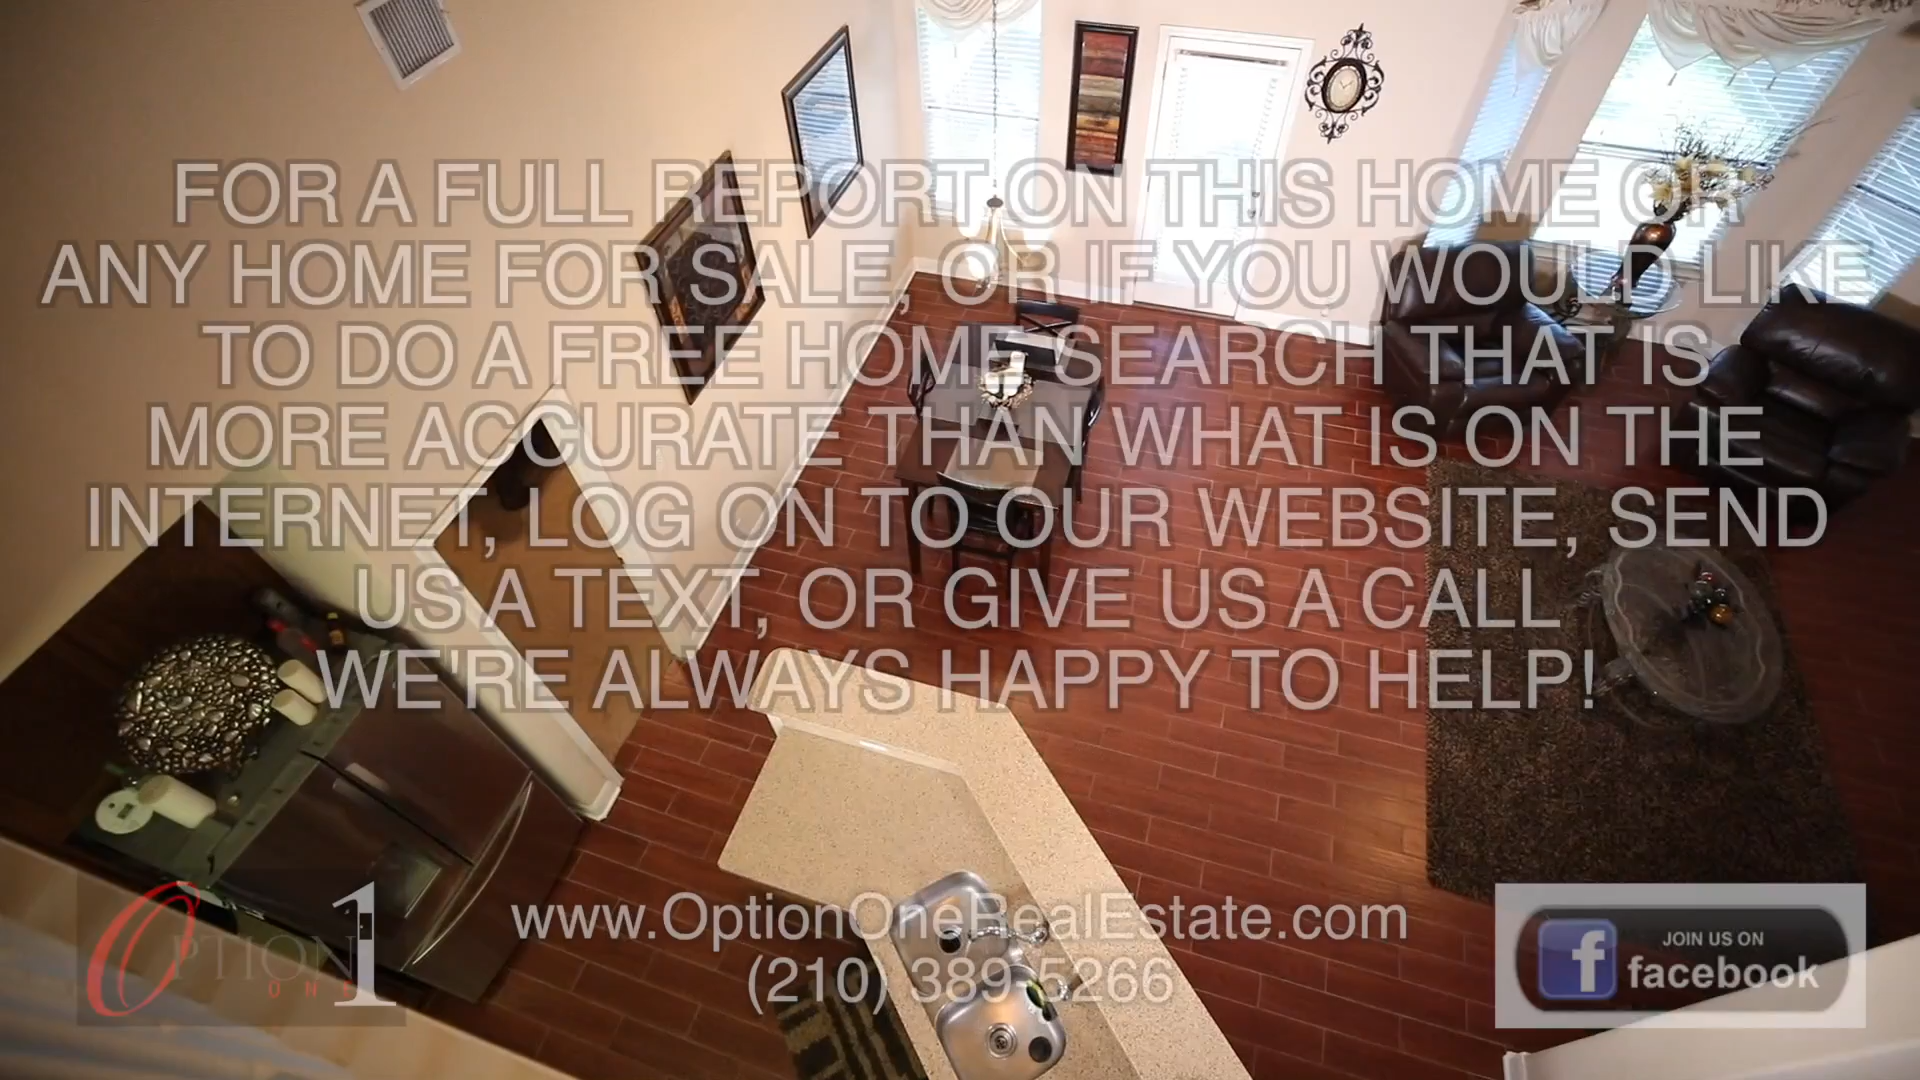 FOR A FULL REPORT ON THIS HOME OR
ANY HOME FOR SALE, OR IF YOU WOULD LIKE
TO DO A FREE HOME SEARCH THAT IS
MORE ACCURATE THAN WHAT IS ON THE
INTERNET, LOG ON TO OUR WEBSITE, SEND
US A TEXT, OR GIVE US A CALL
WE'RE ALWAYS HAPPY TO HELP!
www.OptionOneRealEstate.com
(210) 389-5266
OPTION 1
ONE
JOIN US ON
facebook